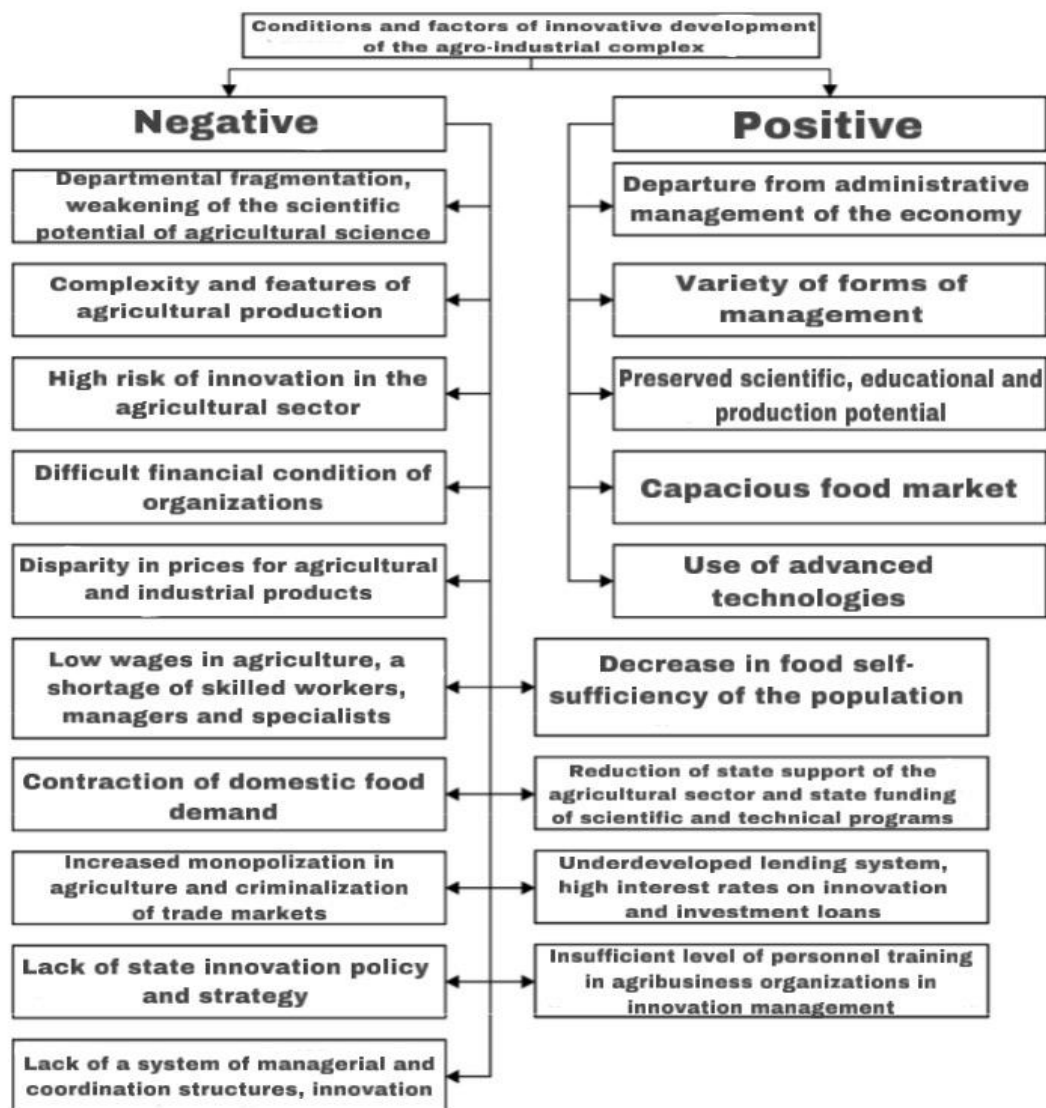 Conditions and factors of innovative development
of the agro-industrial complex
Negative
Departmental fragmentation,
weakening of the scientific
potential of agricultural science
Complexity and features of
agricultural production
High risk of innovation in the
agricultural sector
Difficult financial condition of
organizations
Disparity in prices for agricultural
and industrial products
Low wages in agriculture, a
shortage of skilled workers,
managers and specialists
Contraction of domestic food
demand
Increased monopolization in
agriculture and criminalization
of trade markets
Lack of state innovation policy
and strategy
Lack of a system of managerial and
coordination structures, innovation
Positive
Departure from administrative
management of the economy
Variety of forms of
management
Preserved scientific, educational and
production potential
Capacious food market
Use of advanced
technologies
Decrease in food self-
sufficiency of the population
Reduction of state support of the
agricultural sector and state funding
of scientific and technical programs
Underdeveloped lending system,
high interest rates on innovation
and investment loans
Insufficient level of personnel training
in agribusiness organizations in
innovation management